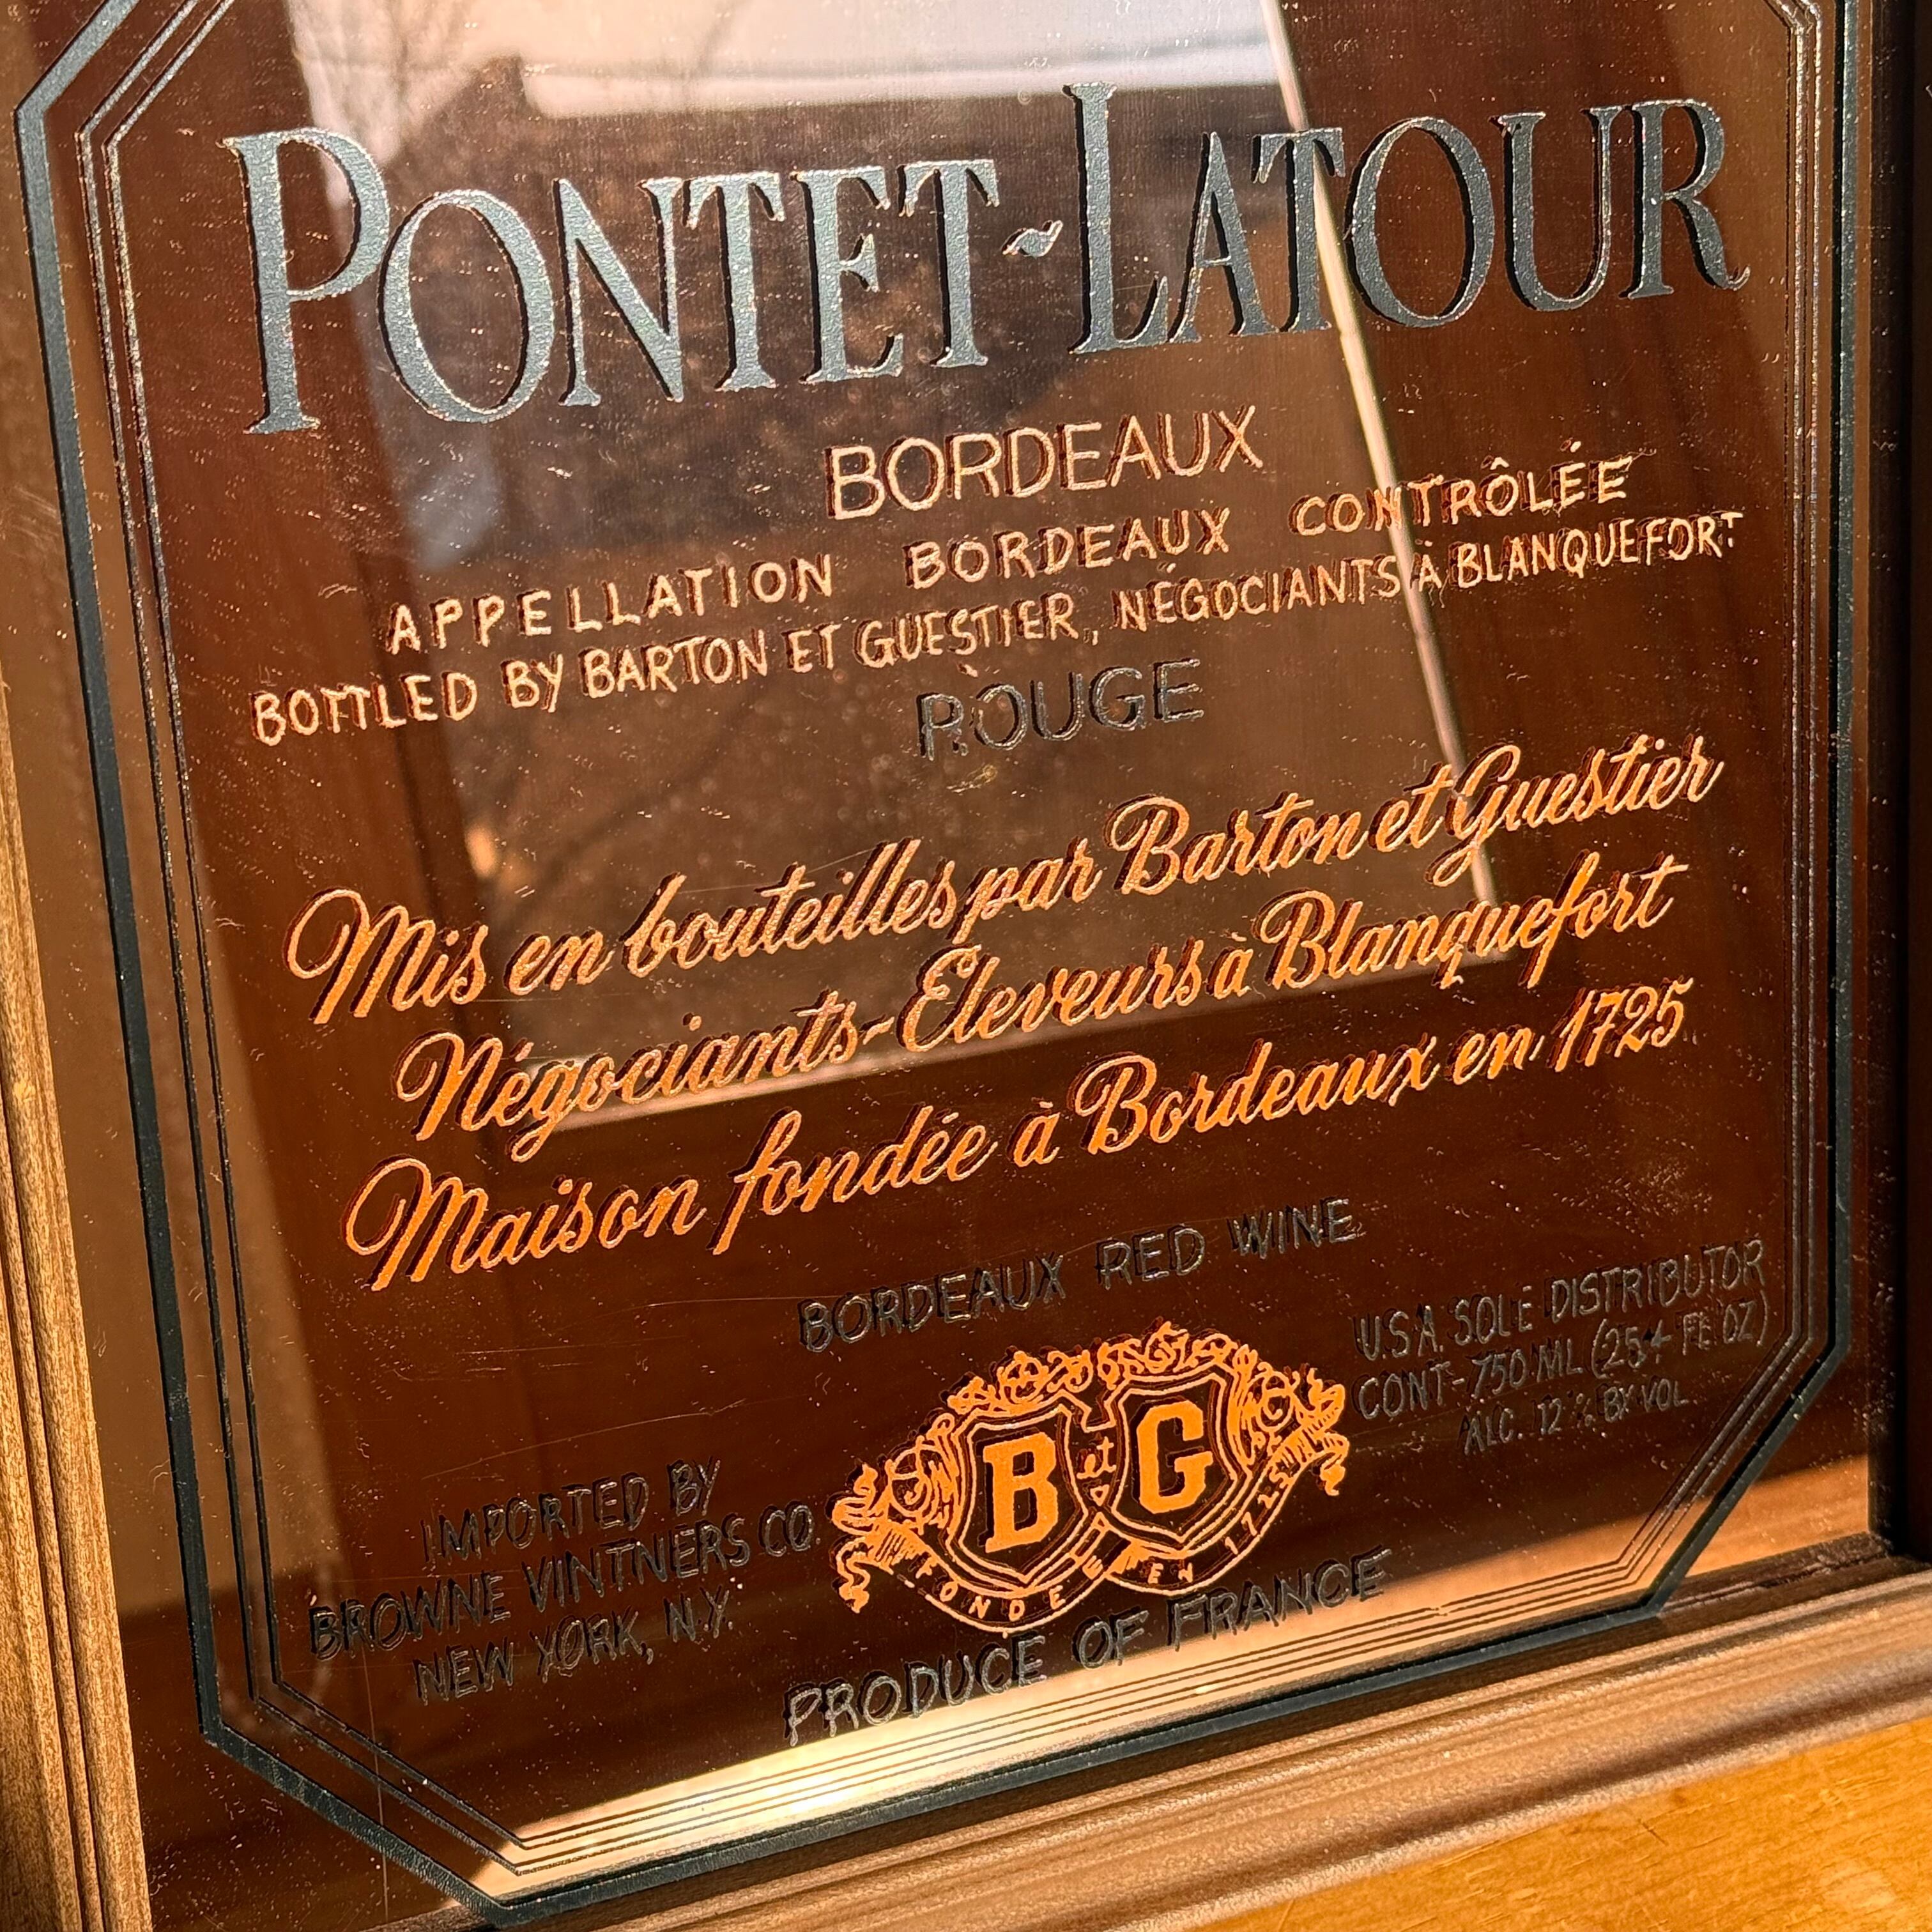 PONTET-LATOUR
BORDEAUX
APPELLATION BORDEAUX CONTRÔLÉE
BOTTLED BY BARTON ET GUESTIER, NÉGOCIANTS À BLANQUEFORT
ROUGE
Mis en bouteilles par Barton et Guestier
Négociants-Éleveurs à Blanquefort
Maison fondée à Bordeaux en 1725
BORDEAUX RED WINE
U.S.A. SOLE DISTRIBUTOR
CONT-750 ML (25.4 FL OZ)
ALC. 12 % BY VOL.
B et G
FONDEE EN 1725
IMPORTED BY
BROWNE VINTNERS CO.
NEW YORK, N.Y.
PRODUCE OF FRANCE